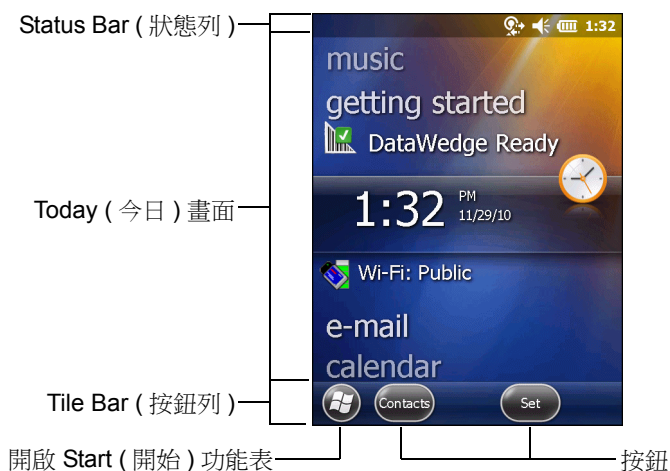 Status Bar ( 狀態列 )
1:32
music
getting started
DataWedge Ready
Today ( 今日 ) 畫面
1:32 PM
11/29/10
Wi-Fi: Public
e-mail
calendar
Tile Bar ( 按鈕列 )
Contacts
Set
開啟 Start ( 開始 ) 功能表
按鈕